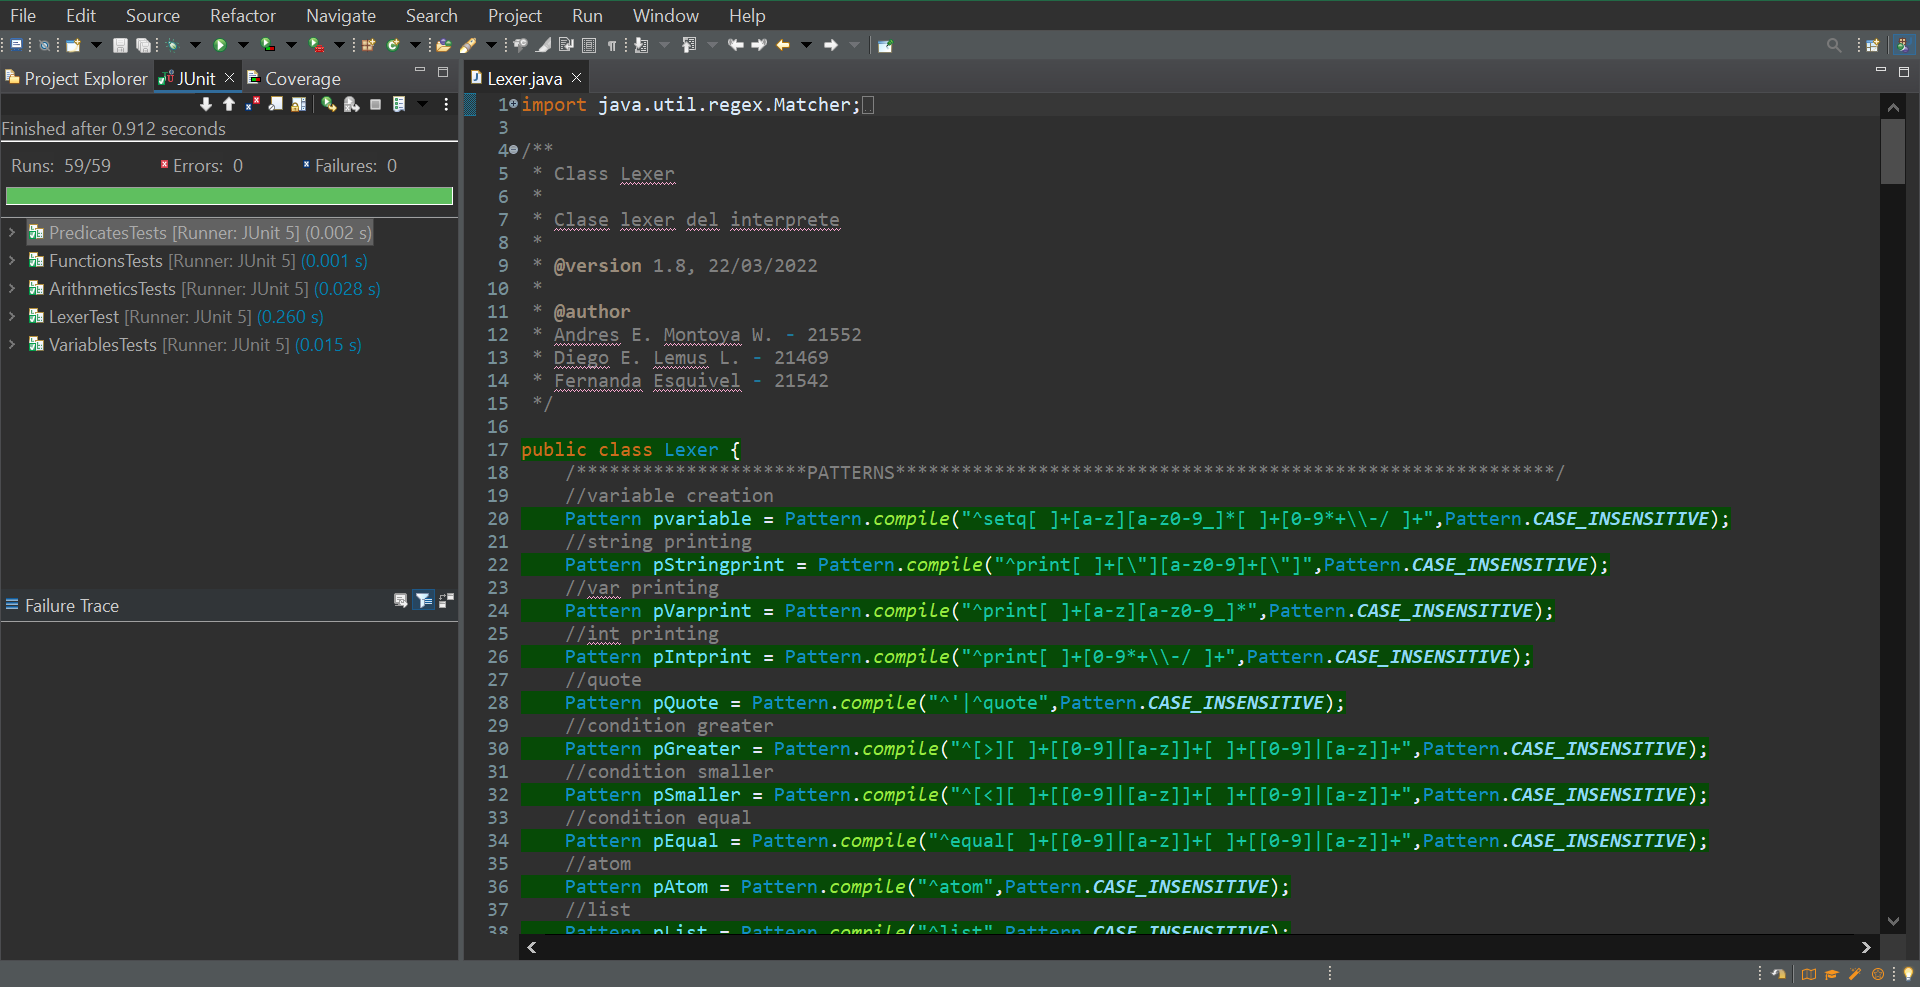 File Edit Source Refactor Navigate Search Project Run Window Help
Project Explorer JUnit Coverage
Finished after 0.912 seconds
Runs: 59/59 Errors: 0 Failures: 0
PredicatesTests [Runner: JUnit 5] (0.002 s)
FunctionsTests [Runner: JUnit 5] (0.001 s)
ArithmeticsTests [Runner: JUnit 5] (0.028 s)
LexerTest [Runner: JUnit 5] (0.260 s)
VariablesTests [Runner: JUnit 5] (0.015 s)
Failure Trace
Lexer.java
1 import java.util.regex.Matcher;
3
4 /**
5  * Class Lexer
6  *
7  * Clase lexer del interprete
8  *
9  * @version 1.8, 22/03/2022
10  *
11  * @author
12  * Andres E. Montoya W. - 21552
13  * Diego E. Lemus L. - 21469
14  * Fernanda Esquivel - 21542
15  */
16
17 public class Lexer {
18     /*********************PATTERNS************************************************************/
19     //variable creation
20     Pattern pvariable = Pattern.compile("^setq[ ]+[a-z][a-z0-9_]*[ ]+[0-9*+\\-/ ]+",Pattern.CASE_INSENSITIVE);
21     //string printing
22     Pattern pStringprint = Pattern.compile("^print[ ]+[\"][a-z0-9]+[\"]",Pattern.CASE_INSENSITIVE);
23     //var printing
24     Pattern pVarprint = Pattern.compile("^print[ ]+[a-z][a-z0-9_]*",Pattern.CASE_INSENSITIVE);
25     //int printing
26     Pattern pIntprint = Pattern.compile("^print[ ]+[0-9*+\\-/ ]+",Pattern.CASE_INSENSITIVE);
27     //quote
28     Pattern pQuote = Pattern.compile("^'|^quote",Pattern.CASE_INSENSITIVE);
29     //condition greater
30     Pattern pGreater = Pattern.compile("^[>][ ]+[[0-9]|[a-z]]+[ ]+[[0-9]|[a-z]]+",Pattern.CASE_INSENSITIVE);
31     //condition smaller
32     Pattern pSmaller = Pattern.compile("^[<][ ]+[[0-9]|[a-z]]+[ ]+[[0-9]|[a-z]]+",Pattern.CASE_INSENSITIVE);
33     //condition equal
34     Pattern pEqual = Pattern.compile("^equal[ ]+[[0-9]|[a-z]]+[ ]+[[0-9]|[a-z]]+",Pattern.CASE_INSENSITIVE);
35     //atom
36     Pattern pAtom = Pattern.compile("^atom",Pattern.CASE_INSENSITIVE);
37     //list
38     Pattern pList = Pattern.compile("^list",Pattern.CASE_INSENSITIVE);